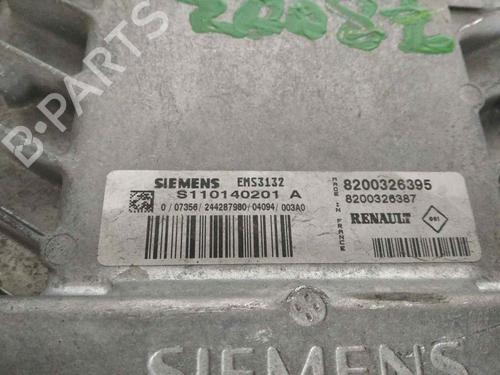 B-PARTS
SIEMENS EMS3132
S110140201 A
0 / 07356 / 244287980 / 04094 / 003A0
MADE IN FRANCE
8200326395
8200326387
RENAULT
SIEMENS